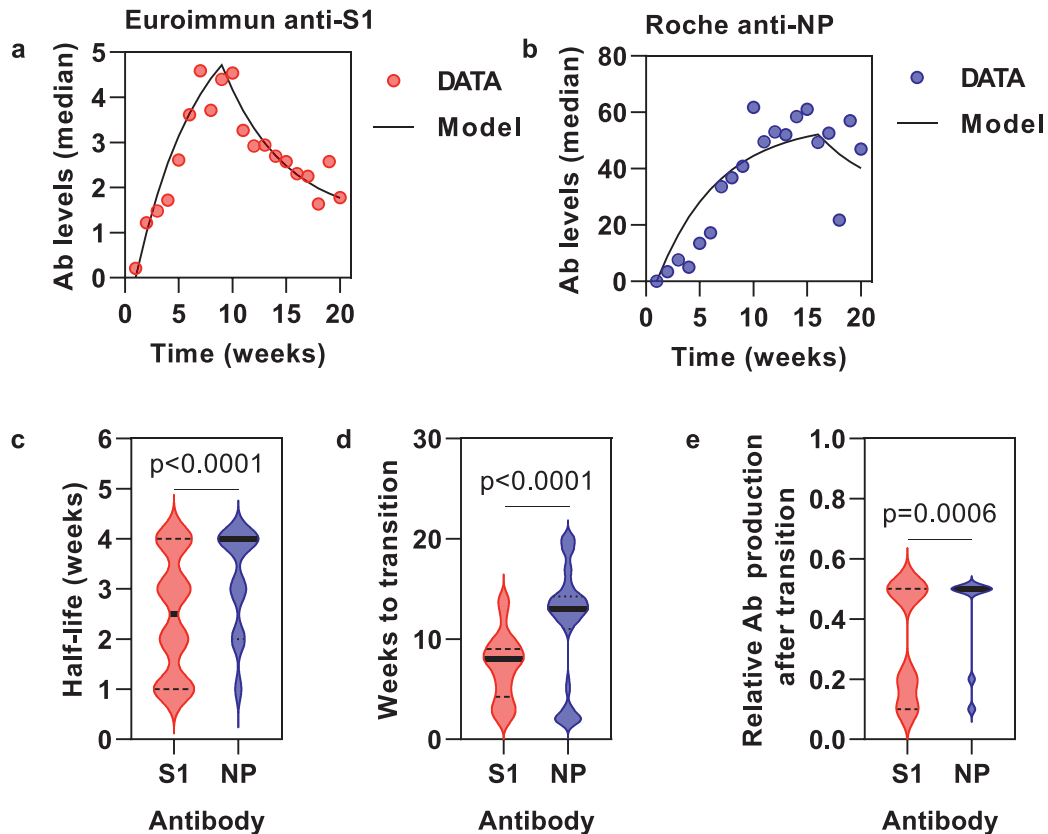 Euroimmun anti-S1
Roche anti-NP
a
Ab levels (median)
5
4
3
2
1
0
0 5 10 15 20
Time (weeks)
DATA
Model
b
Ab levels (median)
80
60
40
20
0
0 5 10 15 20
Time (weeks)
DATA
Model
c
Half-life (weeks)
6
5
4
3
2
1
0
p<0.0001
S1 NP
Antibody
d
Weeks to transition
30
20
10
0
p<0.0001
S1 NP
Antibody
e
Relative Ab production
after transition
1.0
0.8
0.6
0.4
0.2
0.0
p=0.0006
S1 NP
Antibody